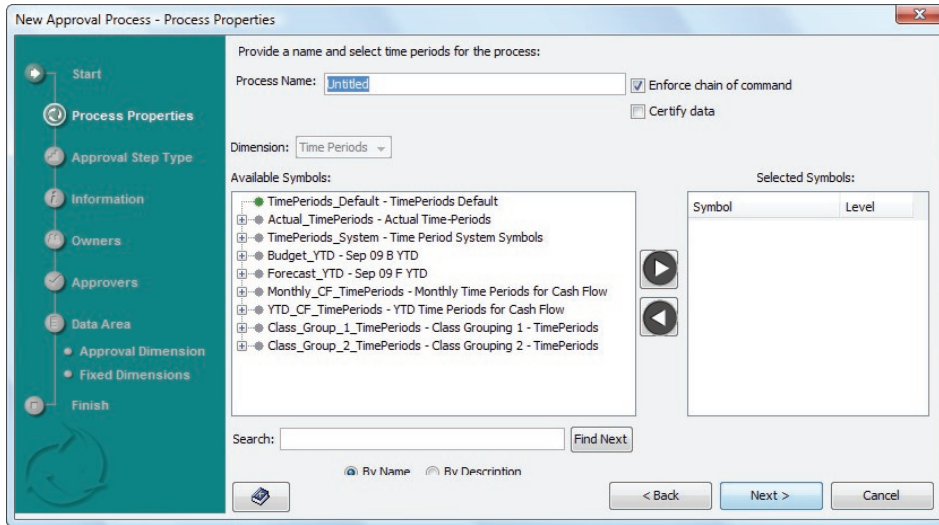 New Approval Process - Process Properties
Start
Process Properties
Approval Step Type
Information
Owners
Approvers
Data Area
Approval Dimension
Fixed Dimensions
Finish
Provide a name and select time periods for the process:
Process Name: Untitled
Enforce chain of command
Certify data
Dimension: Time Periods
Available Symbols:
TimePeriods_Default - TimePeriods Default
Actual_TimePeriods - Actual Time-Periods
TimePeriods_System - Time Period System Symbols
Budget_YTD - Sep 09 B YTD
Forecast_YTD - Sep 09 F YTD
Monthly_CF_TimePeriods - Monthly Time Periods for Cash Flow
YTD_CF_TimePeriods - YTD Time Periods for Cash Flow
Class_Group_1_TimePeriods - Class Grouping 1 - TimePeriods
Class_Group_2_TimePeriods - Class Grouping 2 - TimePeriods
Selected Symbols:
Symbol Level
Search: Find Next
By Name By Description
< Back Next > Cancel